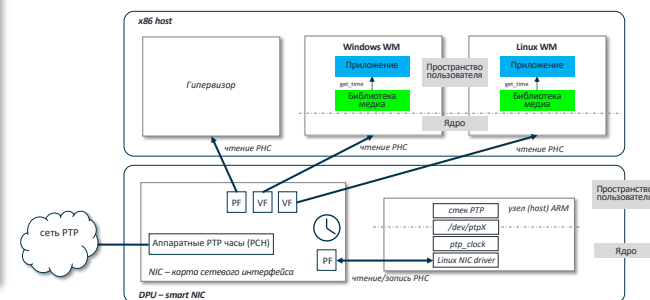 x86 host
Гипервизор
Windows WM
Приложение
get_time
Библиотека
медиа
Пространство
пользователя
Ядро
Linux WM
Приложение
get_time
Библиотека
медиа
чтение PHC
чтение PHC
чтение PHC
PF
VF
VF
сеть PTP
Аппаратные PTP часы (PCH)
PF
NIC – карта сетевого интерфейса
чтение/запись PHC
стек PTP
/dev/ptpX
ptp_clock
Linux NIC driver
узел (host) ARM
Пространство
пользователя
Ядро
DPU – smart NIC